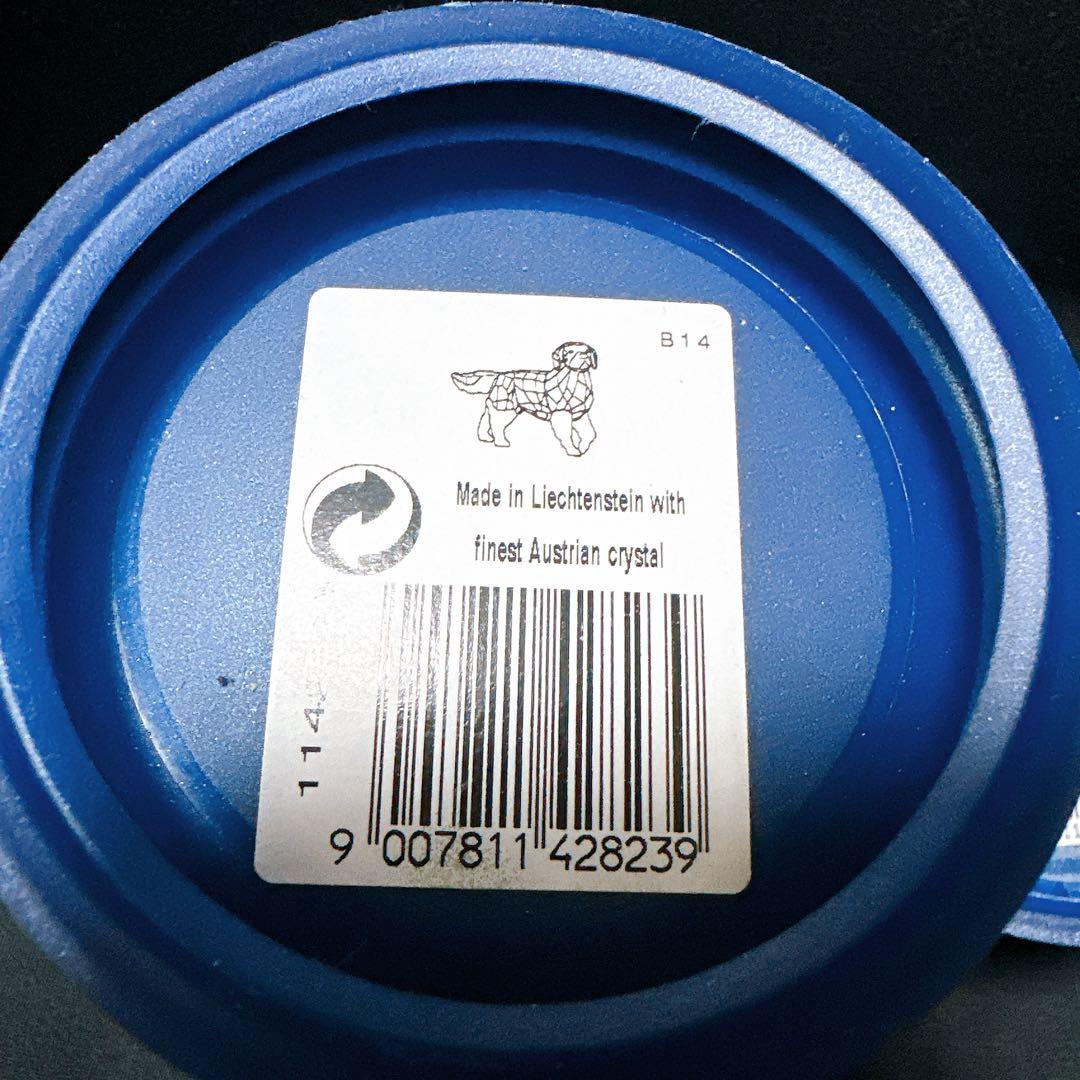 B14
Made in Liechtenstein with
finest Austrian crystal
9 007811 428239